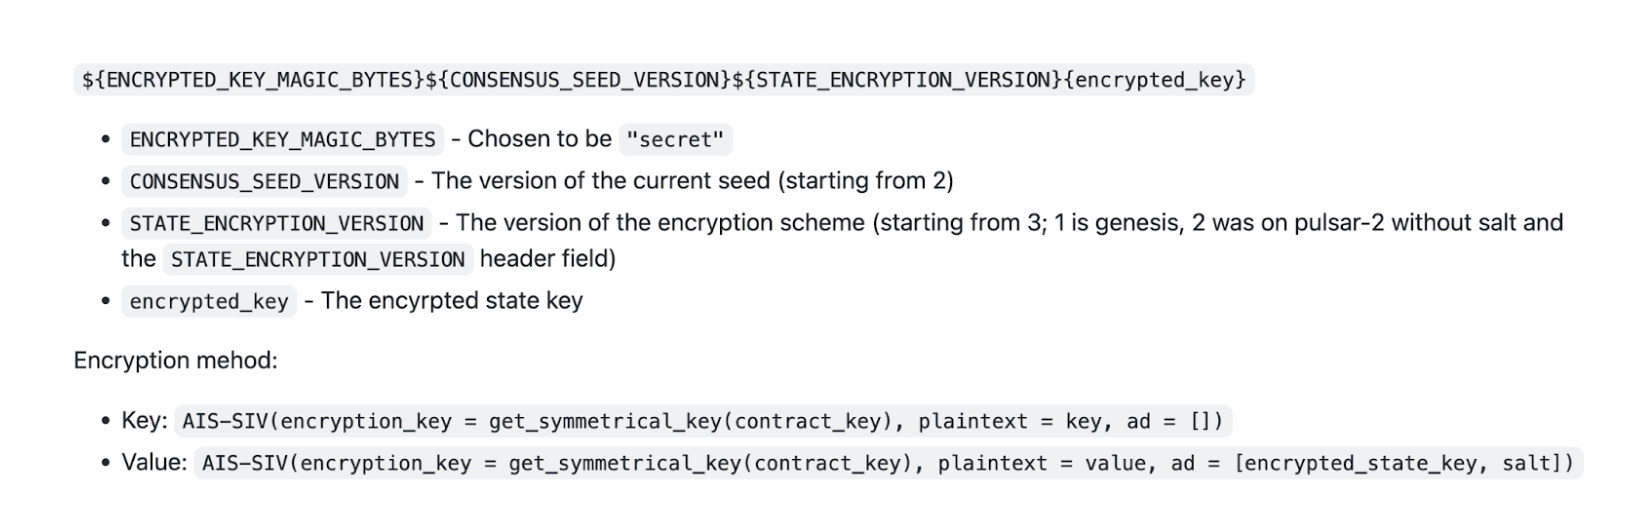 ${ENCRYPTED_KEY_MAGIC_BYTES}${CONSENSUS_SEED_VERSION}${STATE_ENCRYPTION_VERSION}{encrypted_key}
• ENCRYPTED_KEY_MAGIC_BYTES - Chosen to be "secret"
• CONSENSUS_SEED_VERSION - The version of the current seed (starting from 2)
• STATE_ENCRYPTION_VERSION - The version of the encryption scheme (starting from 3; 1 is genesis, 2 was on pulsar-2 without salt and
the STATE_ENCRYPTION_VERSION header field)
• encrypted_key - The encyrpted state key
Encryption mehod:
• Key: AIS-SIV(encryption_key = get_symmetrical_key(contract_key), plaintext = key, ad = [])
• Value: AIS-SIV(encryption_key = get_symmetrical_key(contract_key), plaintext = value, ad = [encrypted_state_key, salt])